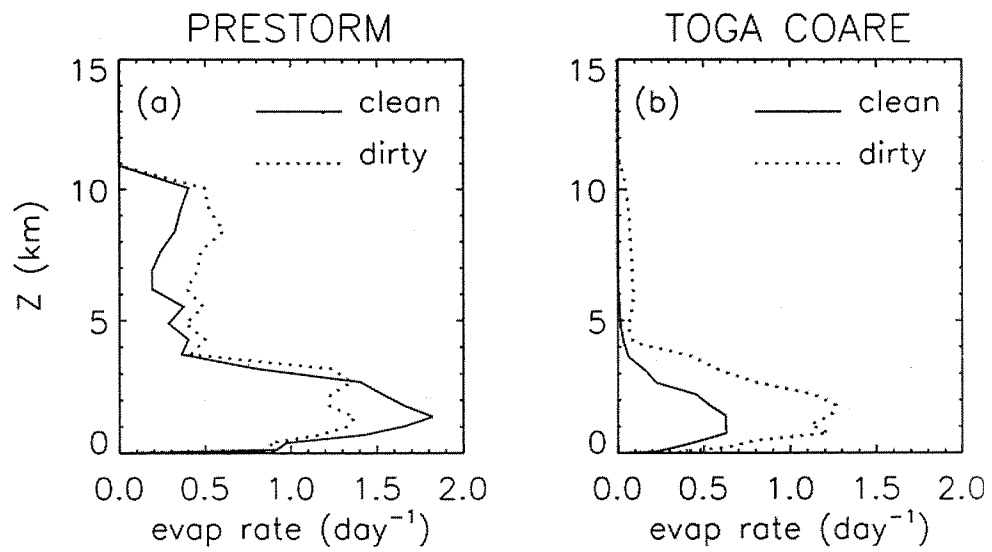 PRESTORM
TOGA COARE
15
(a)
clean
dirty
10
5
0
Z (km)
0.0 0.5 1.0 1.5 2.0
evap rate (day⁻¹)
15
(b)
clean
dirty
10
5
0
0.0 0.5 1.0 1.5 2.0
evap rate (day⁻¹)